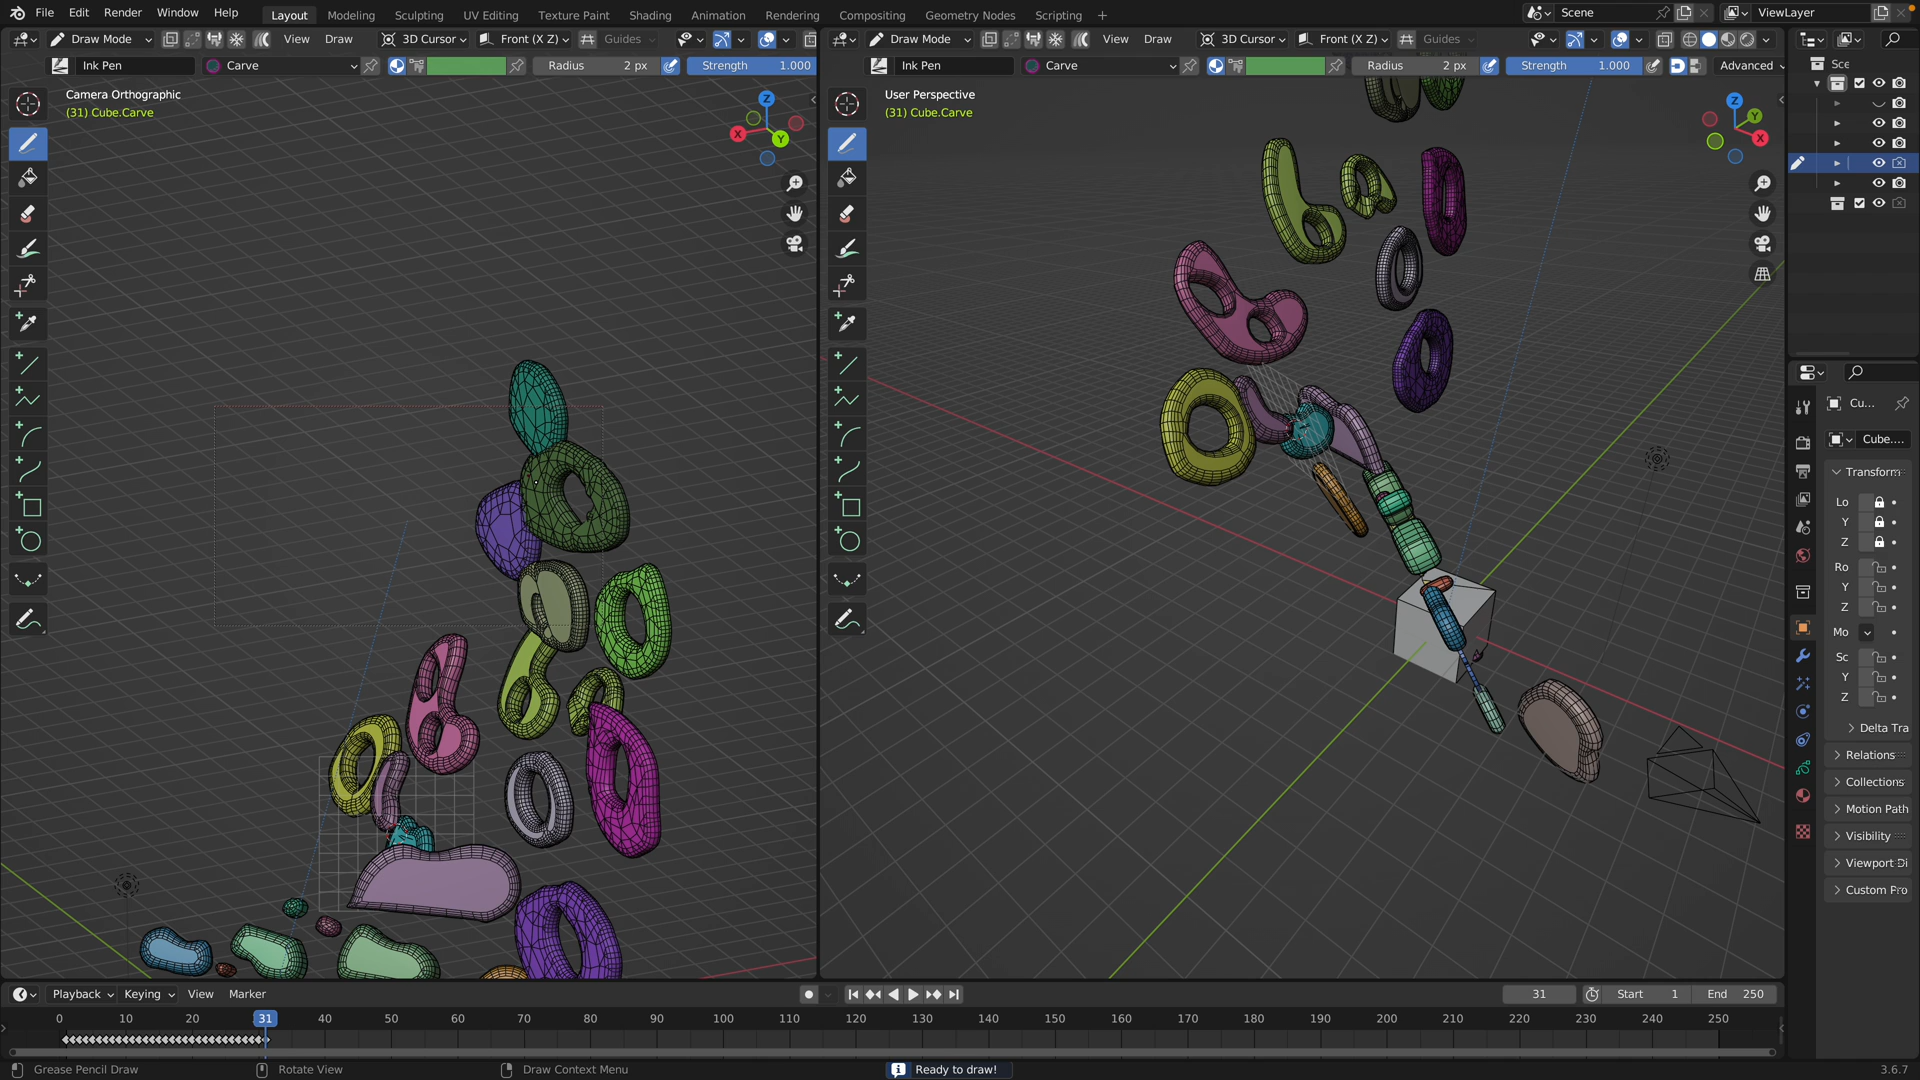 File Edit Render Window Help Layout Modeling Sculpting UV Editing Texture Paint Shading Animation Rendering Compositing Geometry Nodes Scripting + Scene ViewLayer
Draw Mode View Draw 3D Cursor Front (X Z) Guides
Ink Pen Carve Radius 2 px Strength 1.000
Camera Orthographic
(31) Cube.Carve
Z
X
Y
Draw Mode View Draw 3D Cursor Front (X Z) Guides
Ink Pen Carve Radius 2 px Strength 1.000 Advanced
User Perspective
(31) Cube.Carve
Z
Y
X
Sce
Cu...
Cube....
Transform
Lo
Y
Z
Ro
Y
Z
Mo
Sc
Y
Z
Delta Tra
Relations
Collections
Motion Path
Visibility
Viewport Di
Custom Pro
Playback Keying View Marker 31 Start 1 End 250
0 10 20 31 40 50 60 70 80 90 100 110 120 130 140 150 160 170 180 190 200 210 220 230 240 250
Grease Pencil Draw Rotate View Draw Context Menu Ready to draw! 3.6.7